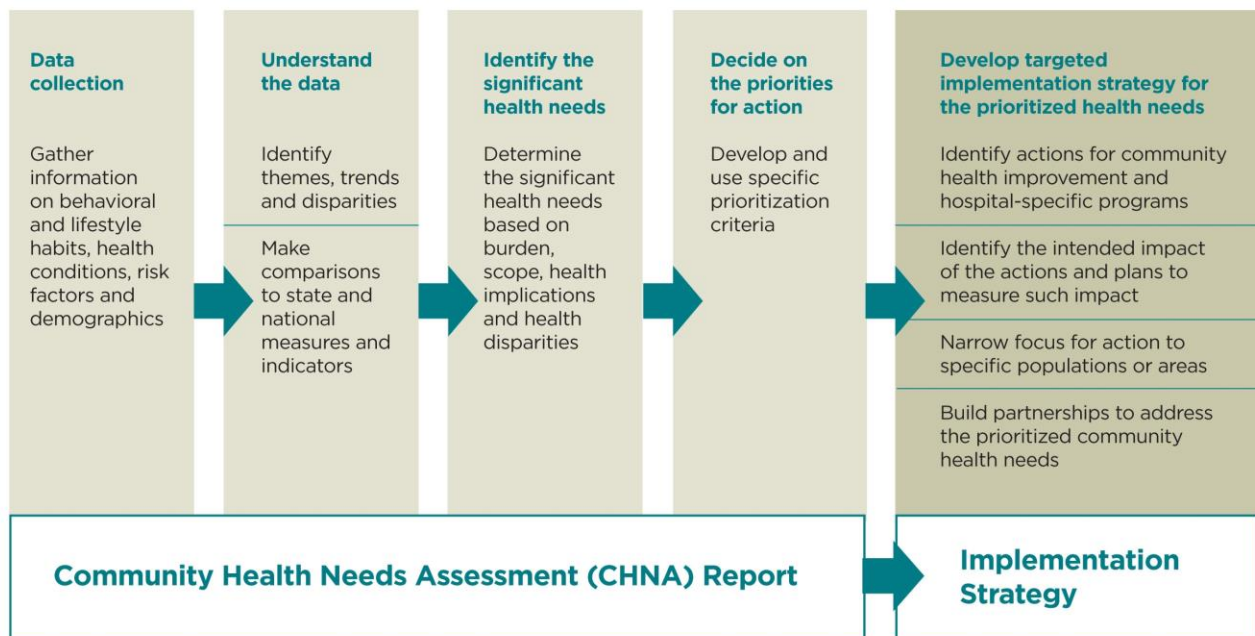 Data
collection
Gather
information
on behavioral
and lifestyle
habits, health
conditions, risk
factors and
demographics
Understand
the data
Identify
themes, trends
and disparities
Make
comparisons
to state and
national
measures and
indicators
Identify the
significant
health needs
Determine
the significant
health needs
based on
burden,
scope, health
implications
and health
disparities
Decide on
the priorities
for action
Develop and
use specific
prioritization
criteria
Develop targeted
implementation strategy for
the prioritized health needs
Identify actions for community
health improvement and
hospital-specific programs
Identify the intended impact
of the actions and plans to
measure such impact
Narrow focus for action to
specific populations or areas
Build partnerships to address
the prioritized community
health needs
Community Health Needs Assessment (CHNA) Report
Implementation
Strategy